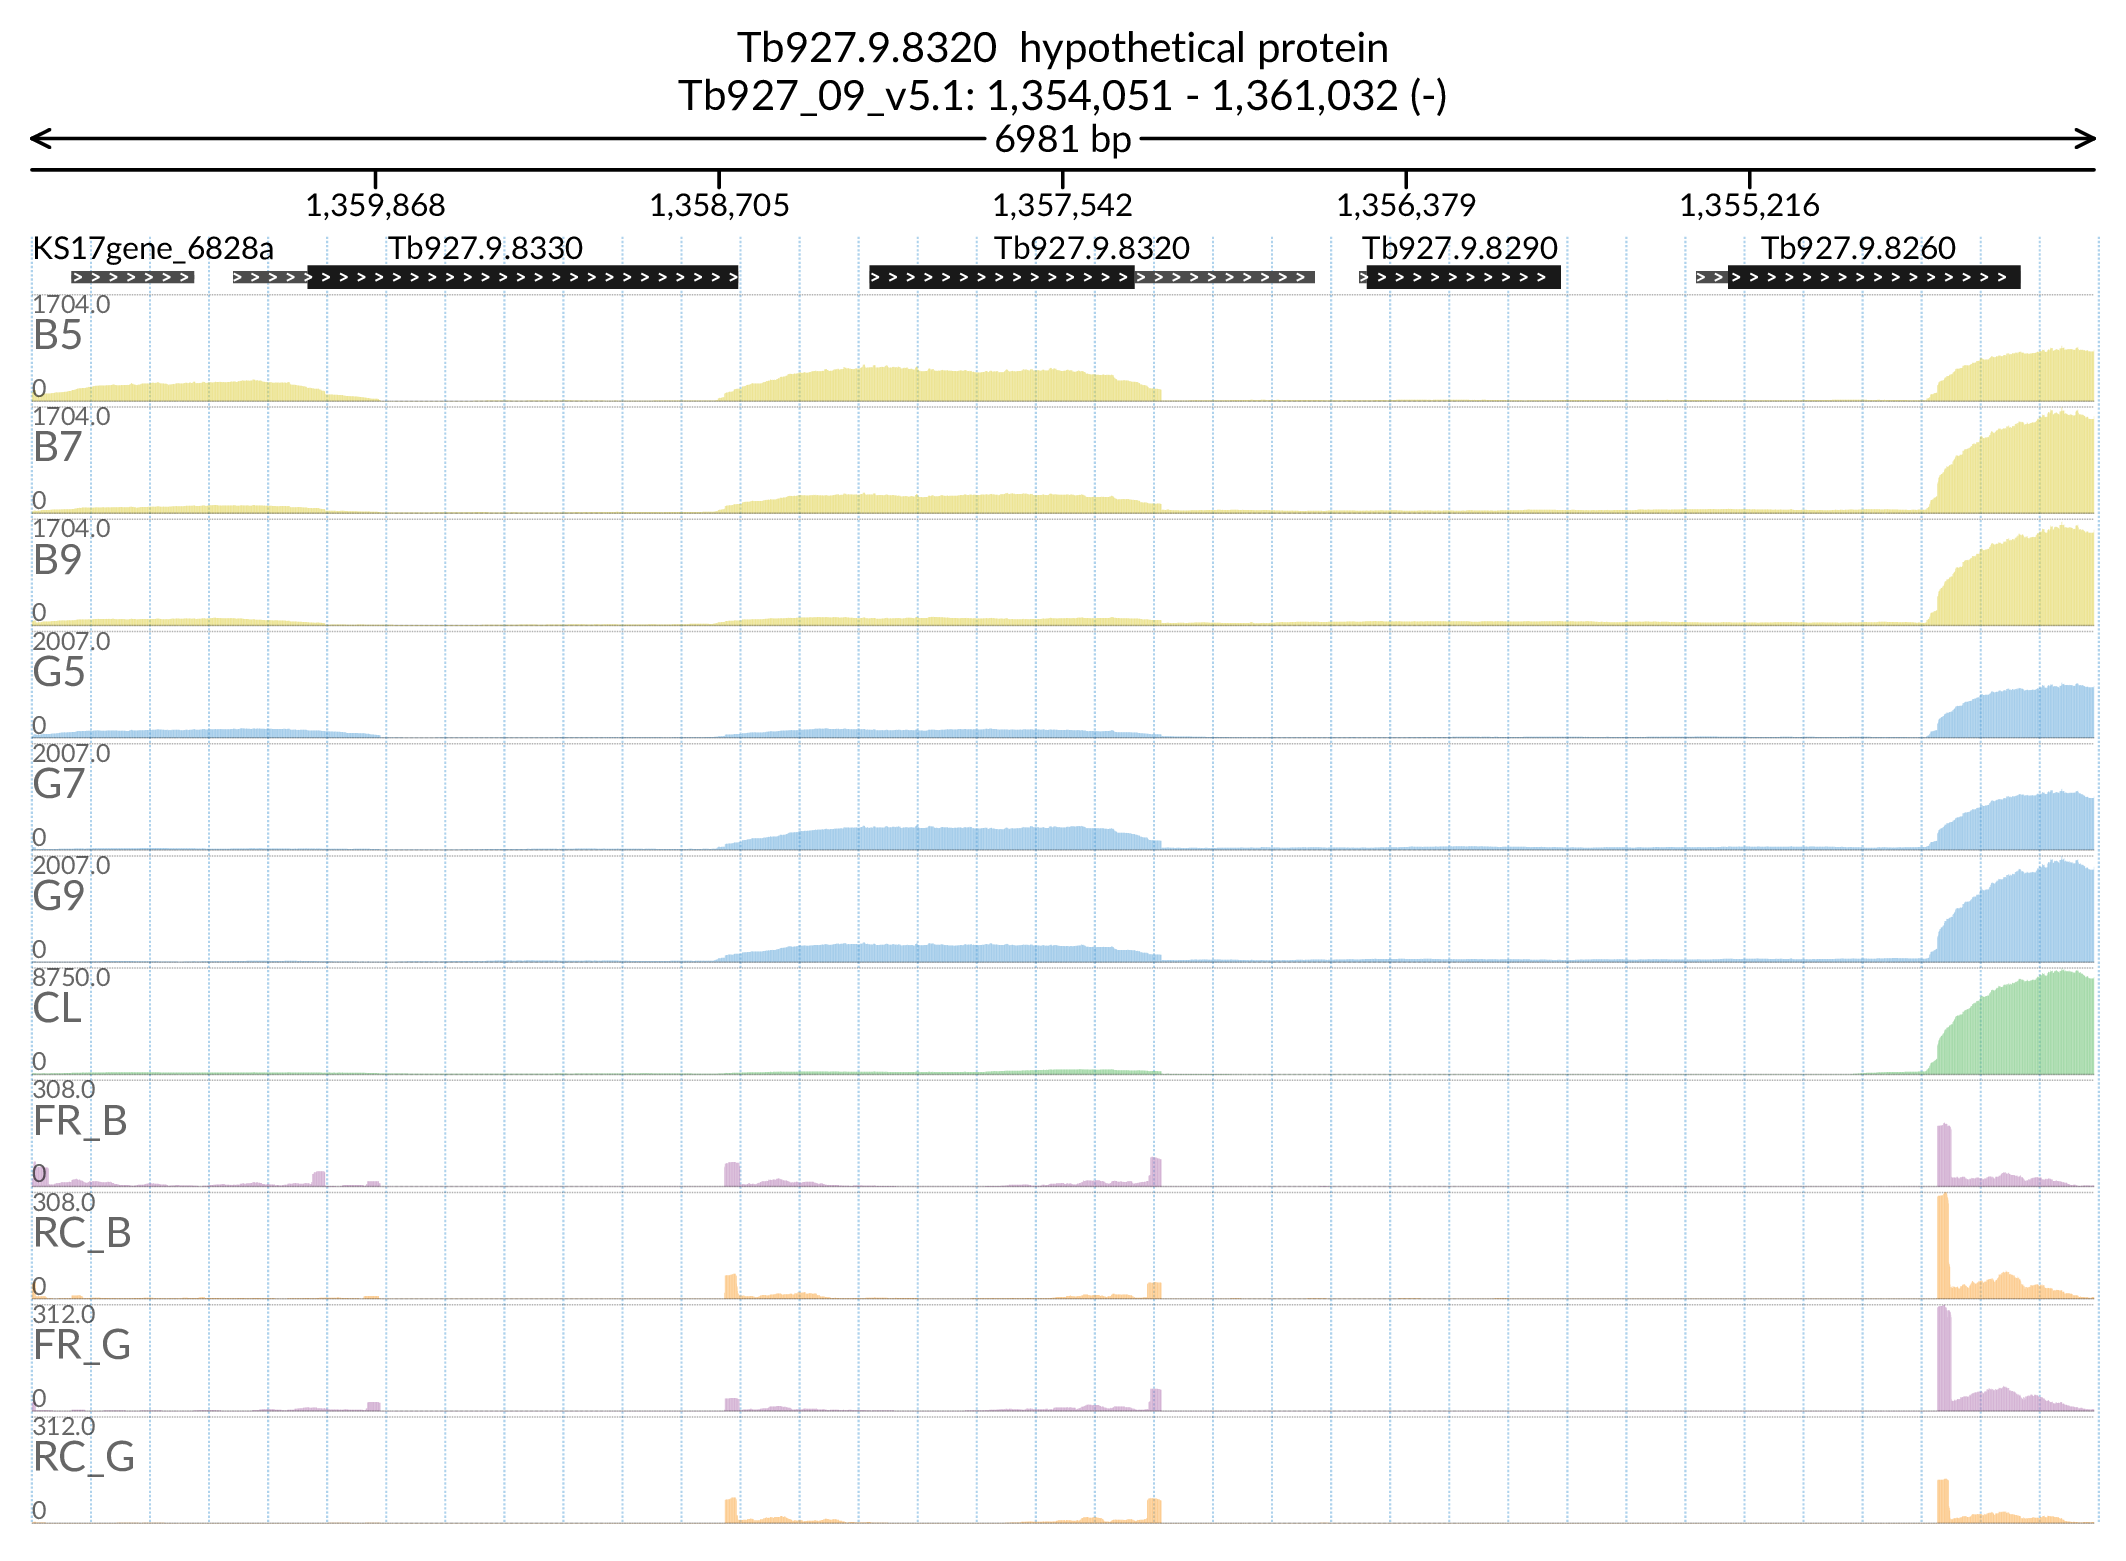 Tb927.9.8320  hypothetical protein
Tb927_09_v5.1: 1,354,051 - 1,361,032 (-)
6981 bp
1,359,868 1,358,705 1,357,542 1,356,379 1,355,216
KS17gene_6828a Tb927.9.8330 Tb927.9.8320 Tb927.9.8290 Tb927.9.8260
1704.0
B5
0
1704.0
B7
0
1704.0
B9
0
2007.0
G5
0
2007.0
G7
0
2007.0
G9
0
8750.0
CL
0
308.0
FR_B
0
308.0
RC_B
0
312.0
FR_G
0
312.0
RC_G
0